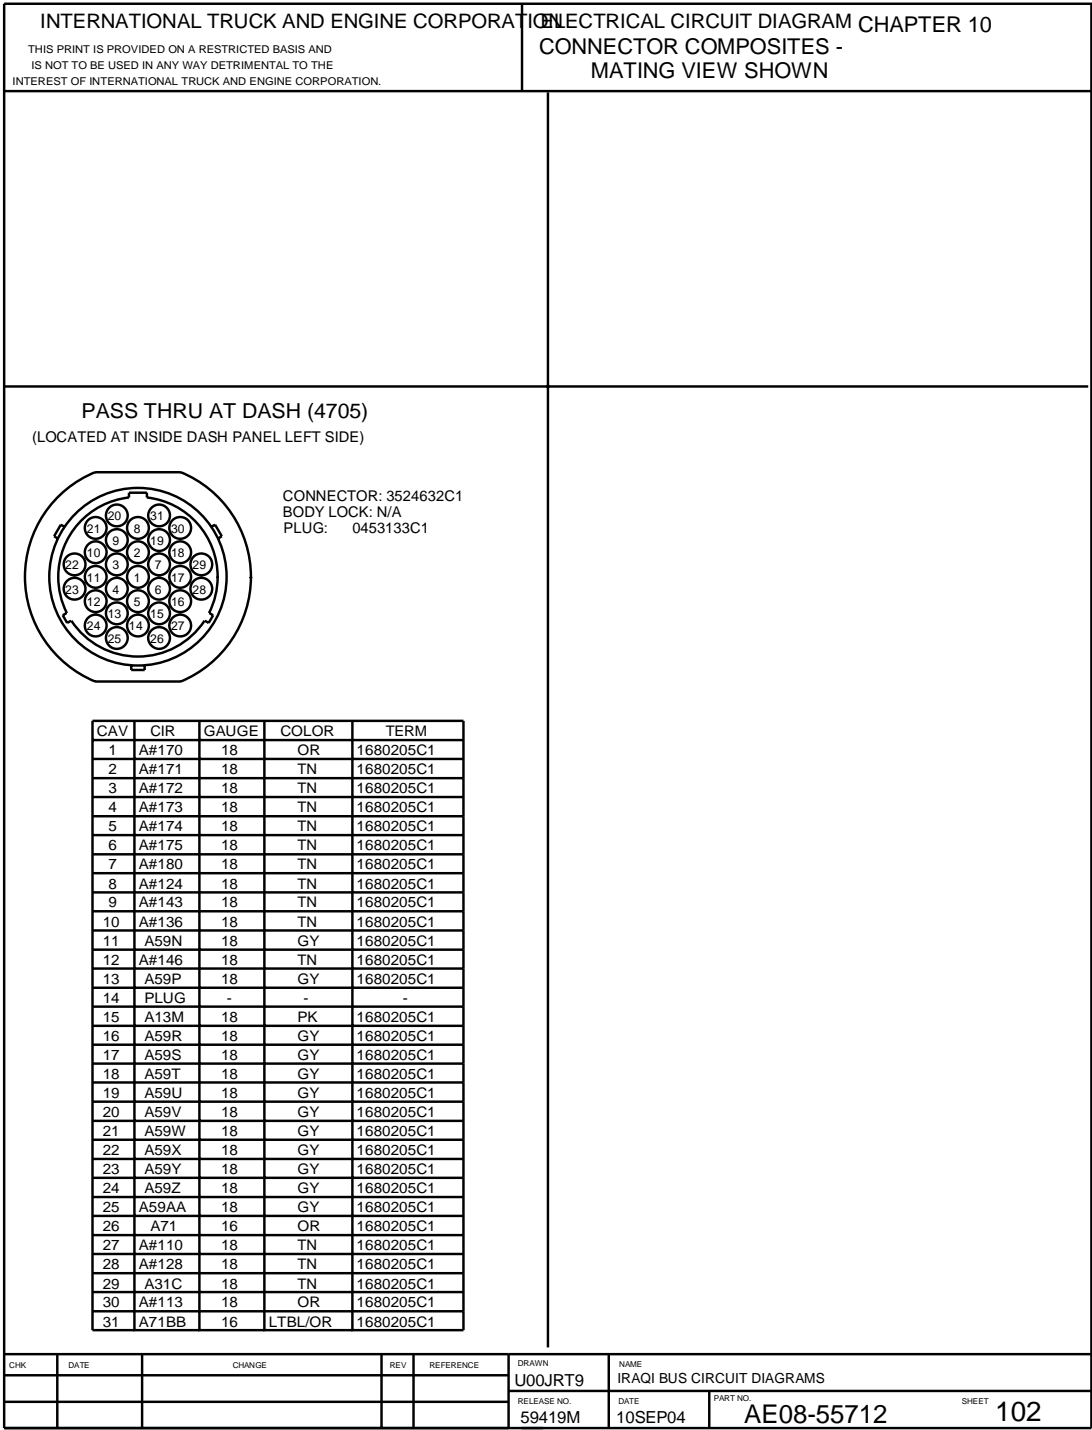 INTERNATIONAL TRUCK AND ENGINE CORPORATION
THIS PRINT IS PROVIDED ON A RESTRICTED BASIS AND
IS NOT TO BE USED IN ANY WAY DETRIMENTAL TO THE
INTEREST OF INTERNATIONAL TRUCK AND ENGINE CORPORATION.
ELECTRICAL CIRCUIT DIAGRAM CHAPTER 10
CONNECTOR COMPOSITES -
MATING VIEW SHOWN
PASS THRU AT DASH (4705)
(LOCATED AT INSIDE DASH PANEL LEFT SIDE)
CONNECTOR: 3524632C1
BODY LOCK: N/A
PLUG: 0453133C1
20 31
21 8 30
9 19
10 2 18
22 3 7 29
11 1 17
23 4 6 28
12 5 16
13 15
24 14 27
25 26
CAV CIR GAUGE COLOR TERM
1 A#170 18 OR 1680205C1
2 A#171 18 TN 1680205C1
3 A#172 18 TN 1680205C1
4 A#173 18 TN 1680205C1
5 A#174 18 TN 1680205C1
6 A#175 18 TN 1680205C1
7 A#180 18 TN 1680205C1
8 A#124 18 TN 1680205C1
9 A#143 18 TN 1680205C1
10 A#136 18 TN 1680205C1
11 A59N 18 GY 1680205C1
12 A#146 18 TN 1680205C1
13 A59P 18 GY 1680205C1
14 PLUG - - -
15 A13M 18 PK 1680205C1
16 A59R 18 GY 1680205C1
17 A59S 18 GY 1680205C1
18 A59T 18 GY 1680205C1
19 A59U 18 GY 1680205C1
20 A59V 18 GY 1680205C1
21 A59W 18 GY 1680205C1
22 A59X 18 GY 1680205C1
23 A59Y 18 GY 1680205C1
24 A59Z 18 GY 1680205C1
25 A59AA 18 GY 1680205C1
26 A71 16 OR 1680205C1
27 A#110 18 TN 1680205C1
28 A#128 18 TN 1680205C1
29 A31C 18 TN 1680205C1
30 A#113 18 OR 1680205C1
31 A71BB 16 LTBL/OR 1680205C1
CHK DATE CHANGE REV REFERENCE
DRAWN
U00JRT9
NAME
IRAQI BUS CIRCUIT DIAGRAMS
RELEASE NO.
59419M
DATE
10SEP04
PART NO.
AE08-55712
SHEET 102